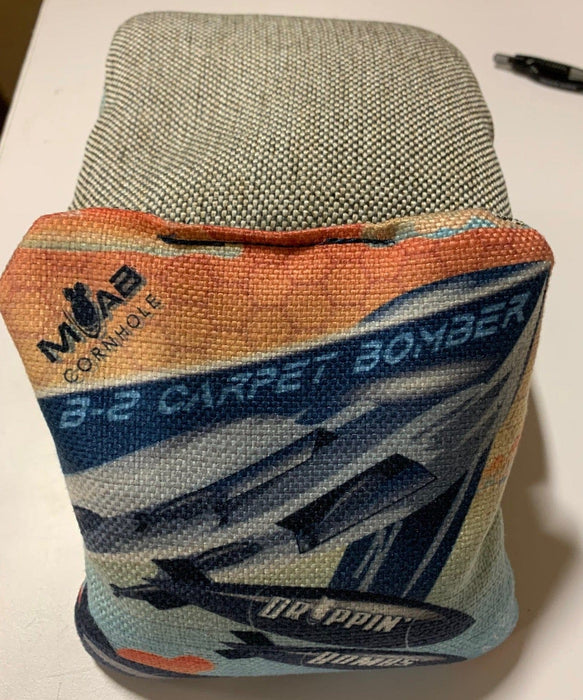 MOAB
CORNHOLE
B-2 CARPET BOMBER
DROPPIN'
BOMBS